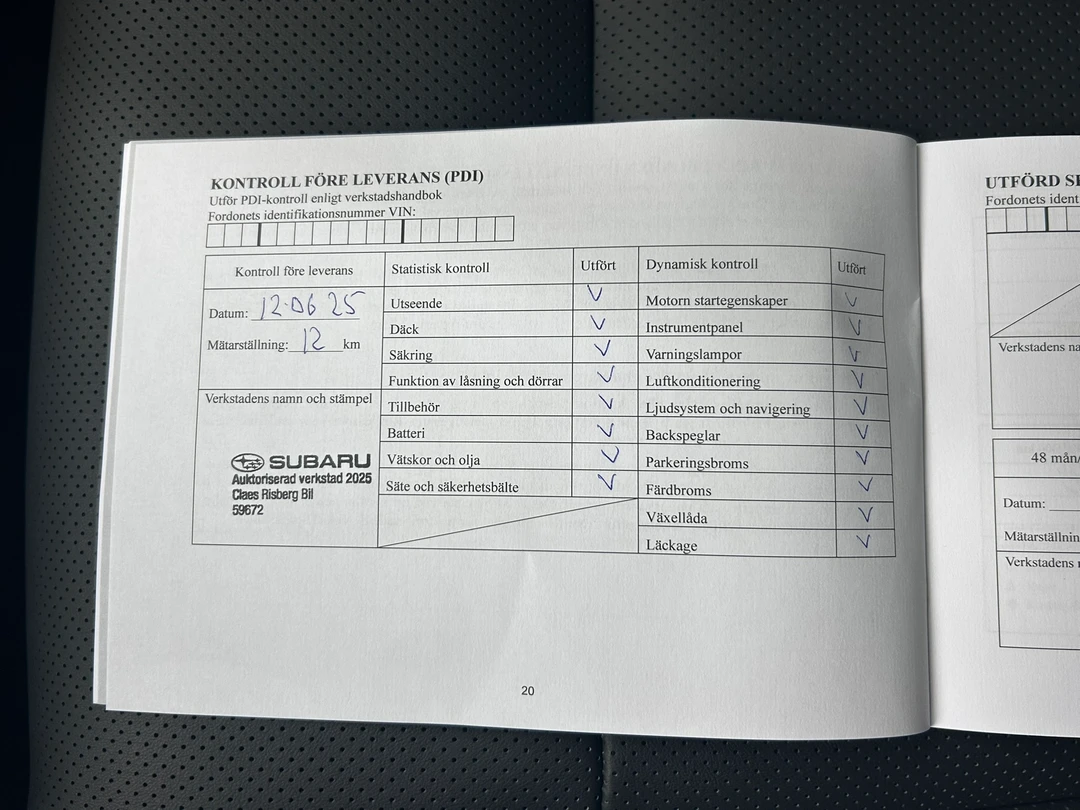 KONTROLL FÖRE LEVERANS (PDI)
Utför PDI-kontroll enligt verkstadshandbok
Fordonets identifikationsnummer VIN:
Kontroll före leverans
Statistisk kontroll
Utfört
Dynamisk kontroll
Utfört
Datum: 12.06 25
Mätarställning: 12 km
Utseende
Däck
Säkring
Funktion av låsning och dörrar
Tillbehör
Batteri
Vätskor och olja
Säte och säkerhetsbälte
Motorn startegenskaper
Instrumentpanel
Varningslampor
Luftkonditionering
Ljudsystem och navigering
Backspeglar
Parkeringsbroms
Färdbroms
Växellåda
Läckage
Verkstadens namn och stämpel
SUBARU
Auktoriserad verkstad 2025
Claes Risberg Bil
59672
20
UTFÖRD
Fordonets
Verkstadens
48
Datum:
Verkstadens